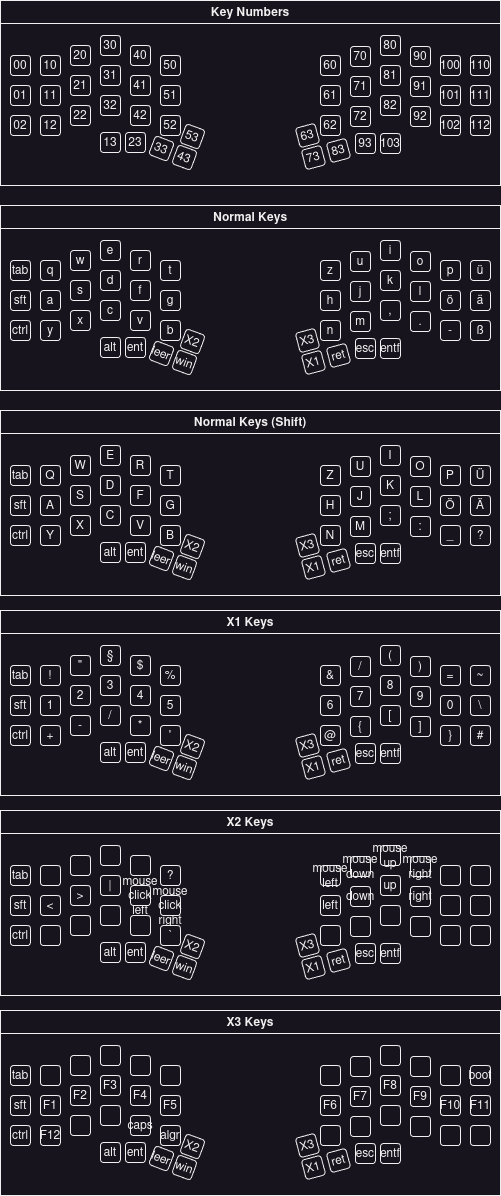 Key Numbers
30 80
20 40 70 90
00 10 50 60 100 110
31 81
21 41 71 91
01 11 51 61 101 111
32 82
22 42 72 92
02 12 52 62 102 112
53 63
13 23 33 43 73 83 93 103
Normal Keys
e i
w r u o
tab q t z p ü
d k
s f j l
sft a g h ö ä
c ,
x v m .
ctrl y b n - ß
X2 X3
alt ent eer win X1 ret esc entf
Normal Keys (Shift)
E I
W R U O
tab Q T Z P Ü
D K
S F J L
sft A G H Ö Ä
C ;
X V M :
ctrl Y B N _ ?
X2 X3
alt ent eer win X1 ret esc entf
X1 Keys
§ (
" $ / )
tab ! % & = ~
3 8
2 4 7 9
sft 1 5 6 0 \
/ [
- * { ]
ctrl + ' @ } #
X2 X3
alt ent eer win X1 ret esc entf
X2 Keys
mouse up
mouse down mouse right
tab ? mouse left
| up
> mouse click left down right
sft < mouse click right left
ctrl `
X2 X3
alt ent eer win X1 ret esc entf
X3 Keys
tab boot
F3 F8
F2 F4 F7 F9
sft F1 F5 F6 F10 F11
caps
ctrl F12 algr
X2 X3
alt ent eer win X1 ret esc entf